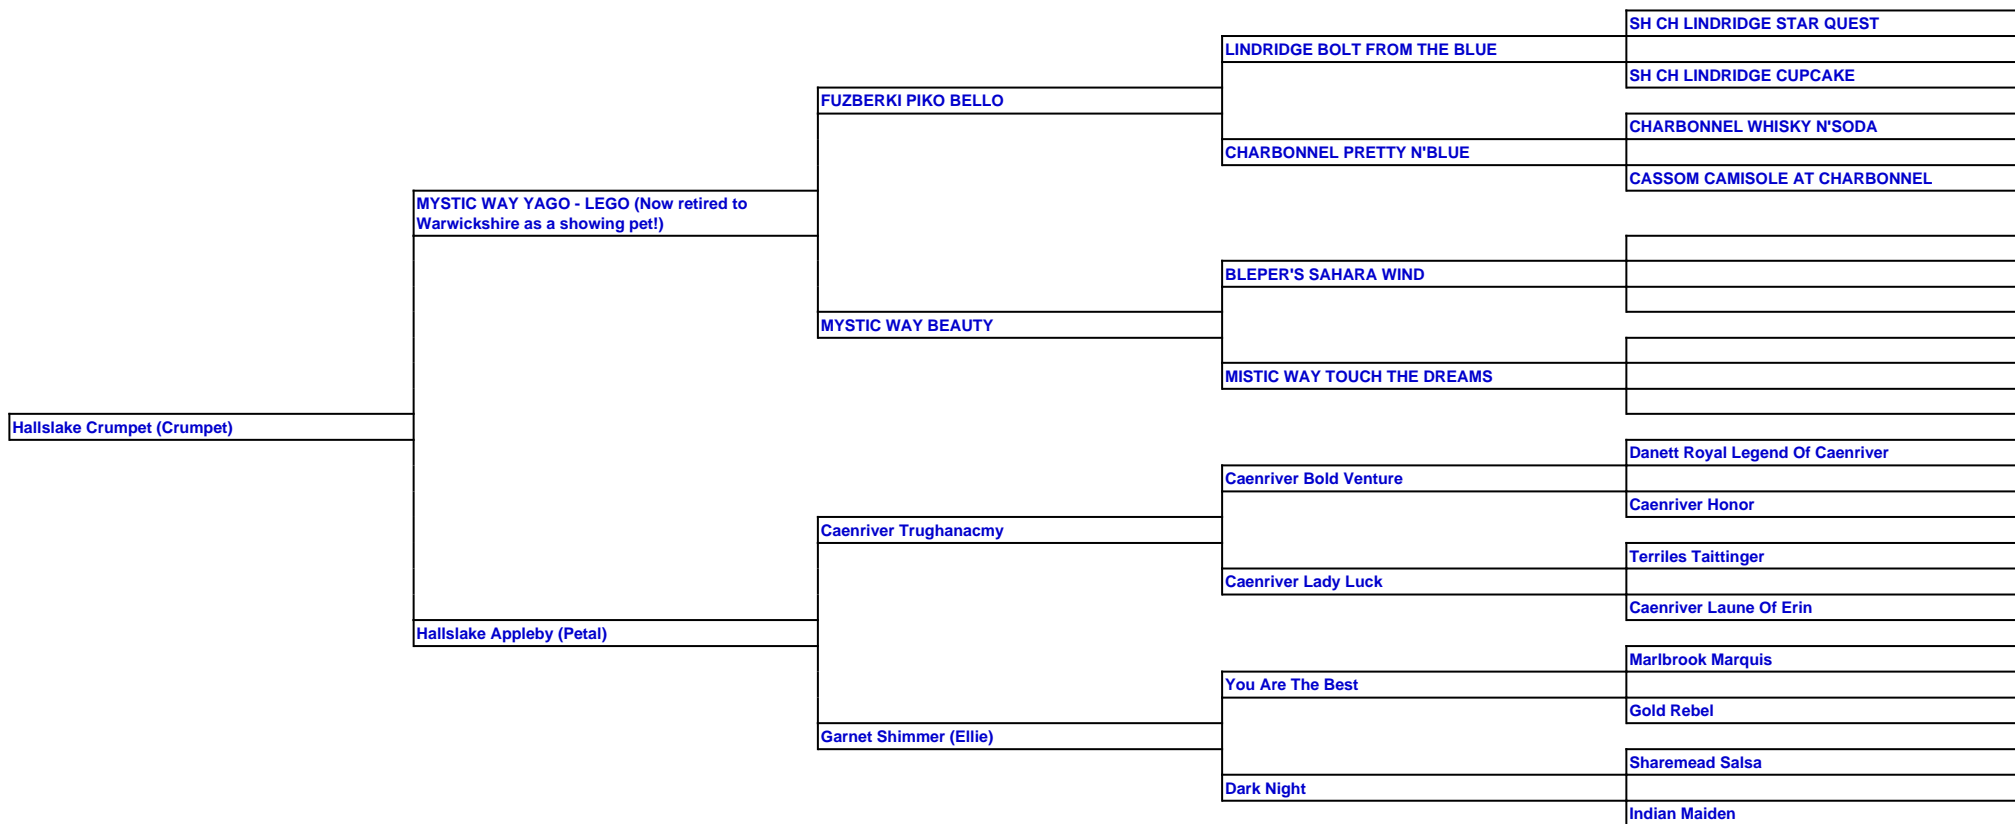 SH CH LINDRIDGE STAR QUEST
LINDRIDGE BOLT FROM THE BLUE
SH CH LINDRIDGE CUPCAKE
FUZBERKI PIKO BELLO
CHARBONNEL WHISKY N'SODA
CHARBONNEL PRETTY N'BLUE
CASSOM CAMISOLE AT CHARBONNEL
MYSTIC WAY YAGO - LEGO (Now retired to
Warwickshire as a showing pet!)
BLEPER'S SAHARA WIND
MYSTIC WAY BEAUTY
MISTIC WAY TOUCH THE DREAMS
Hallslake Crumpet (Crumpet)
Danett Royal Legend Of Caenriver
Caenriver Bold Venture
Caenriver Honor
Caenriver Trughanacmy
Terriles Taittinger
Caenriver Lady Luck
Caenriver Laune Of Erin
Hallslake Appleby (Petal)
Marlbrook Marquis
You Are The Best
Gold Rebel
Garnet Shimmer (Ellie)
Sharemead Salsa
Dark Night
Indian Maiden